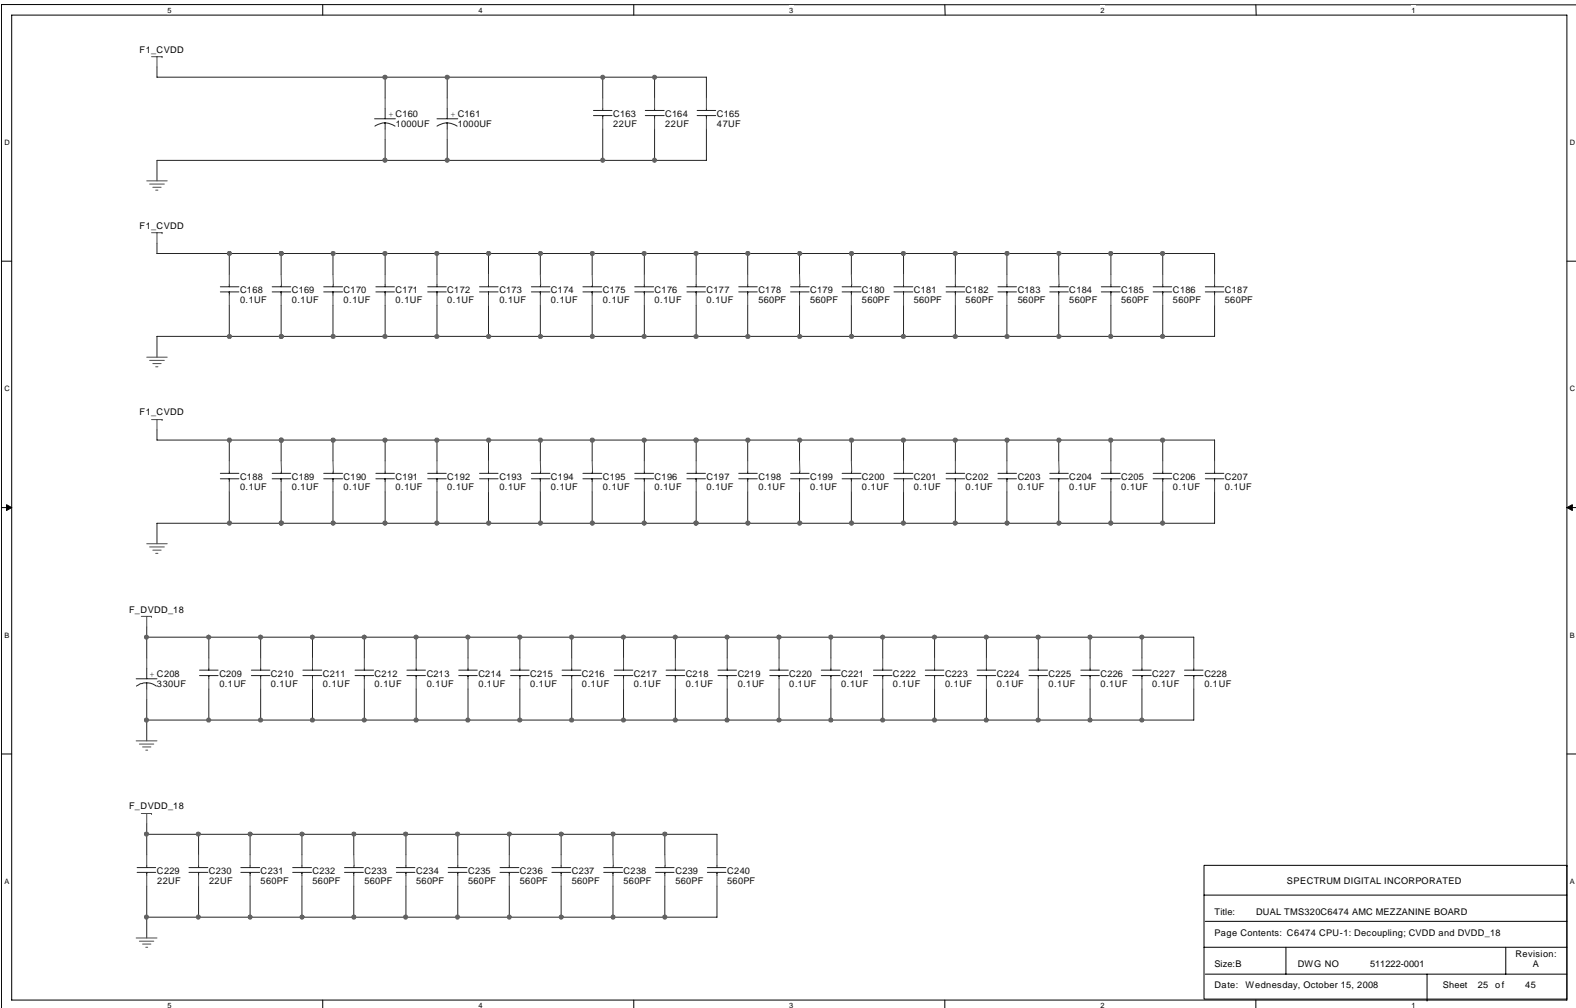 5 4 3 2 1
F1_CVDD
+ C160 + C161 C163 C164 C165
1000UF 1000UF 22UF 22UF 47UF
D D
F1_CVDD
C168 C169 C170 C171 C172 C173 C174 C175 C176 C177 C178 C179 C180 C181 C182 C183 C184 C185 C186 C187
0.1UF 0.1UF 0.1UF 0.1UF 0.1UF 0.1UF 0.1UF 0.1UF 0.1UF 0.1UF 560PF 560PF 560PF 560PF 560PF 560PF 560PF 560PF 560PF 560PF
C C
F1_CVDD
C188 C189 C190 C191 C192 C193 C194 C195 C196 C197 C198 C199 C200 C201 C202 C203 C204 C205 C206 C207
0.1UF 0.1UF 0.1UF 0.1UF 0.1UF 0.1UF 0.1UF 0.1UF 0.1UF 0.1UF 0.1UF 0.1UF 0.1UF 0.1UF 0.1UF 0.1UF 0.1UF 0.1UF 0.1UF 0.1UF
F_DVDD_18
B B
+ C208 C209 C210 C211 C212 C213 C214 C215 C216 C217 C218 C219 C220 C221 C222 C223 C224 C225 C226 C227 C228
330UF 0.1UF 0.1UF 0.1UF 0.1UF 0.1UF 0.1UF 0.1UF 0.1UF 0.1UF 0.1UF 0.1UF 0.1UF 0.1UF 0.1UF 0.1UF 0.1UF 0.1UF 0.1UF 0.1UF 0.1UF
F_DVDD_18
C229 C230 C231 C232 C233 C234 C235 C236 C237 C238 C239 C240
22UF 22UF 560PF 560PF 560PF 560PF 560PF 560PF 560PF 560PF 560PF 560PF
A A
SPECTRUM DIGITAL INCORPORATED
Title: DUAL TMS320C6474 AMC MEZZANINE BOARD
Page Contents: C6474 CPU-1: Decoupling; CVDD and DVDD_18
Size:B DWG NO 511222-0001 Revision: A
Date: Wednesday, October 15, 2008 Sheet 25 of 45
5 4 3 2 1